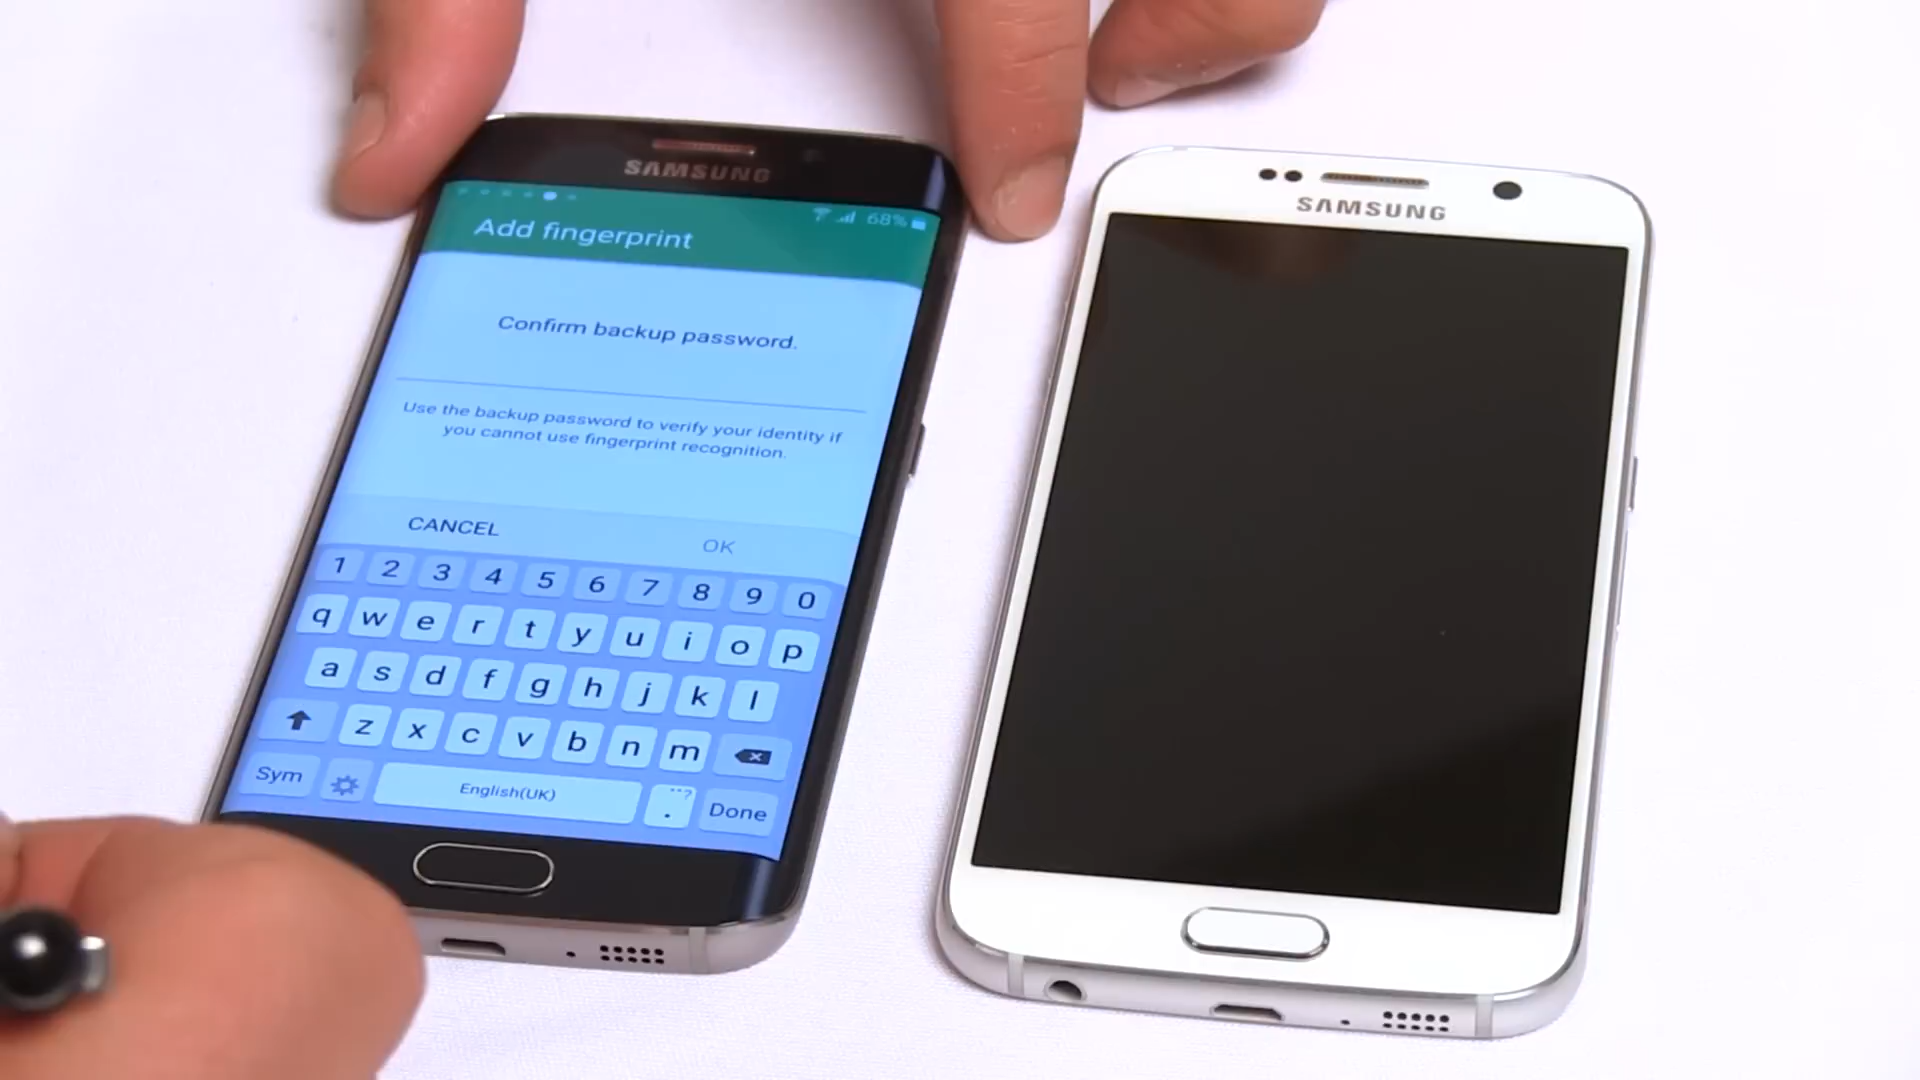 SAMSUNG
68%
Add fingerprint
Confirm backup password.
Use the backup password to verify your identity if
you cannot use fingerprint recognition.
CANCEL OK
1 2 3 4 5 6 7 8 9 0
q w e r t y u i o p
a s d f g h j k l
z x c v b n m
Sym English(UK) . Done
SAMSUNG